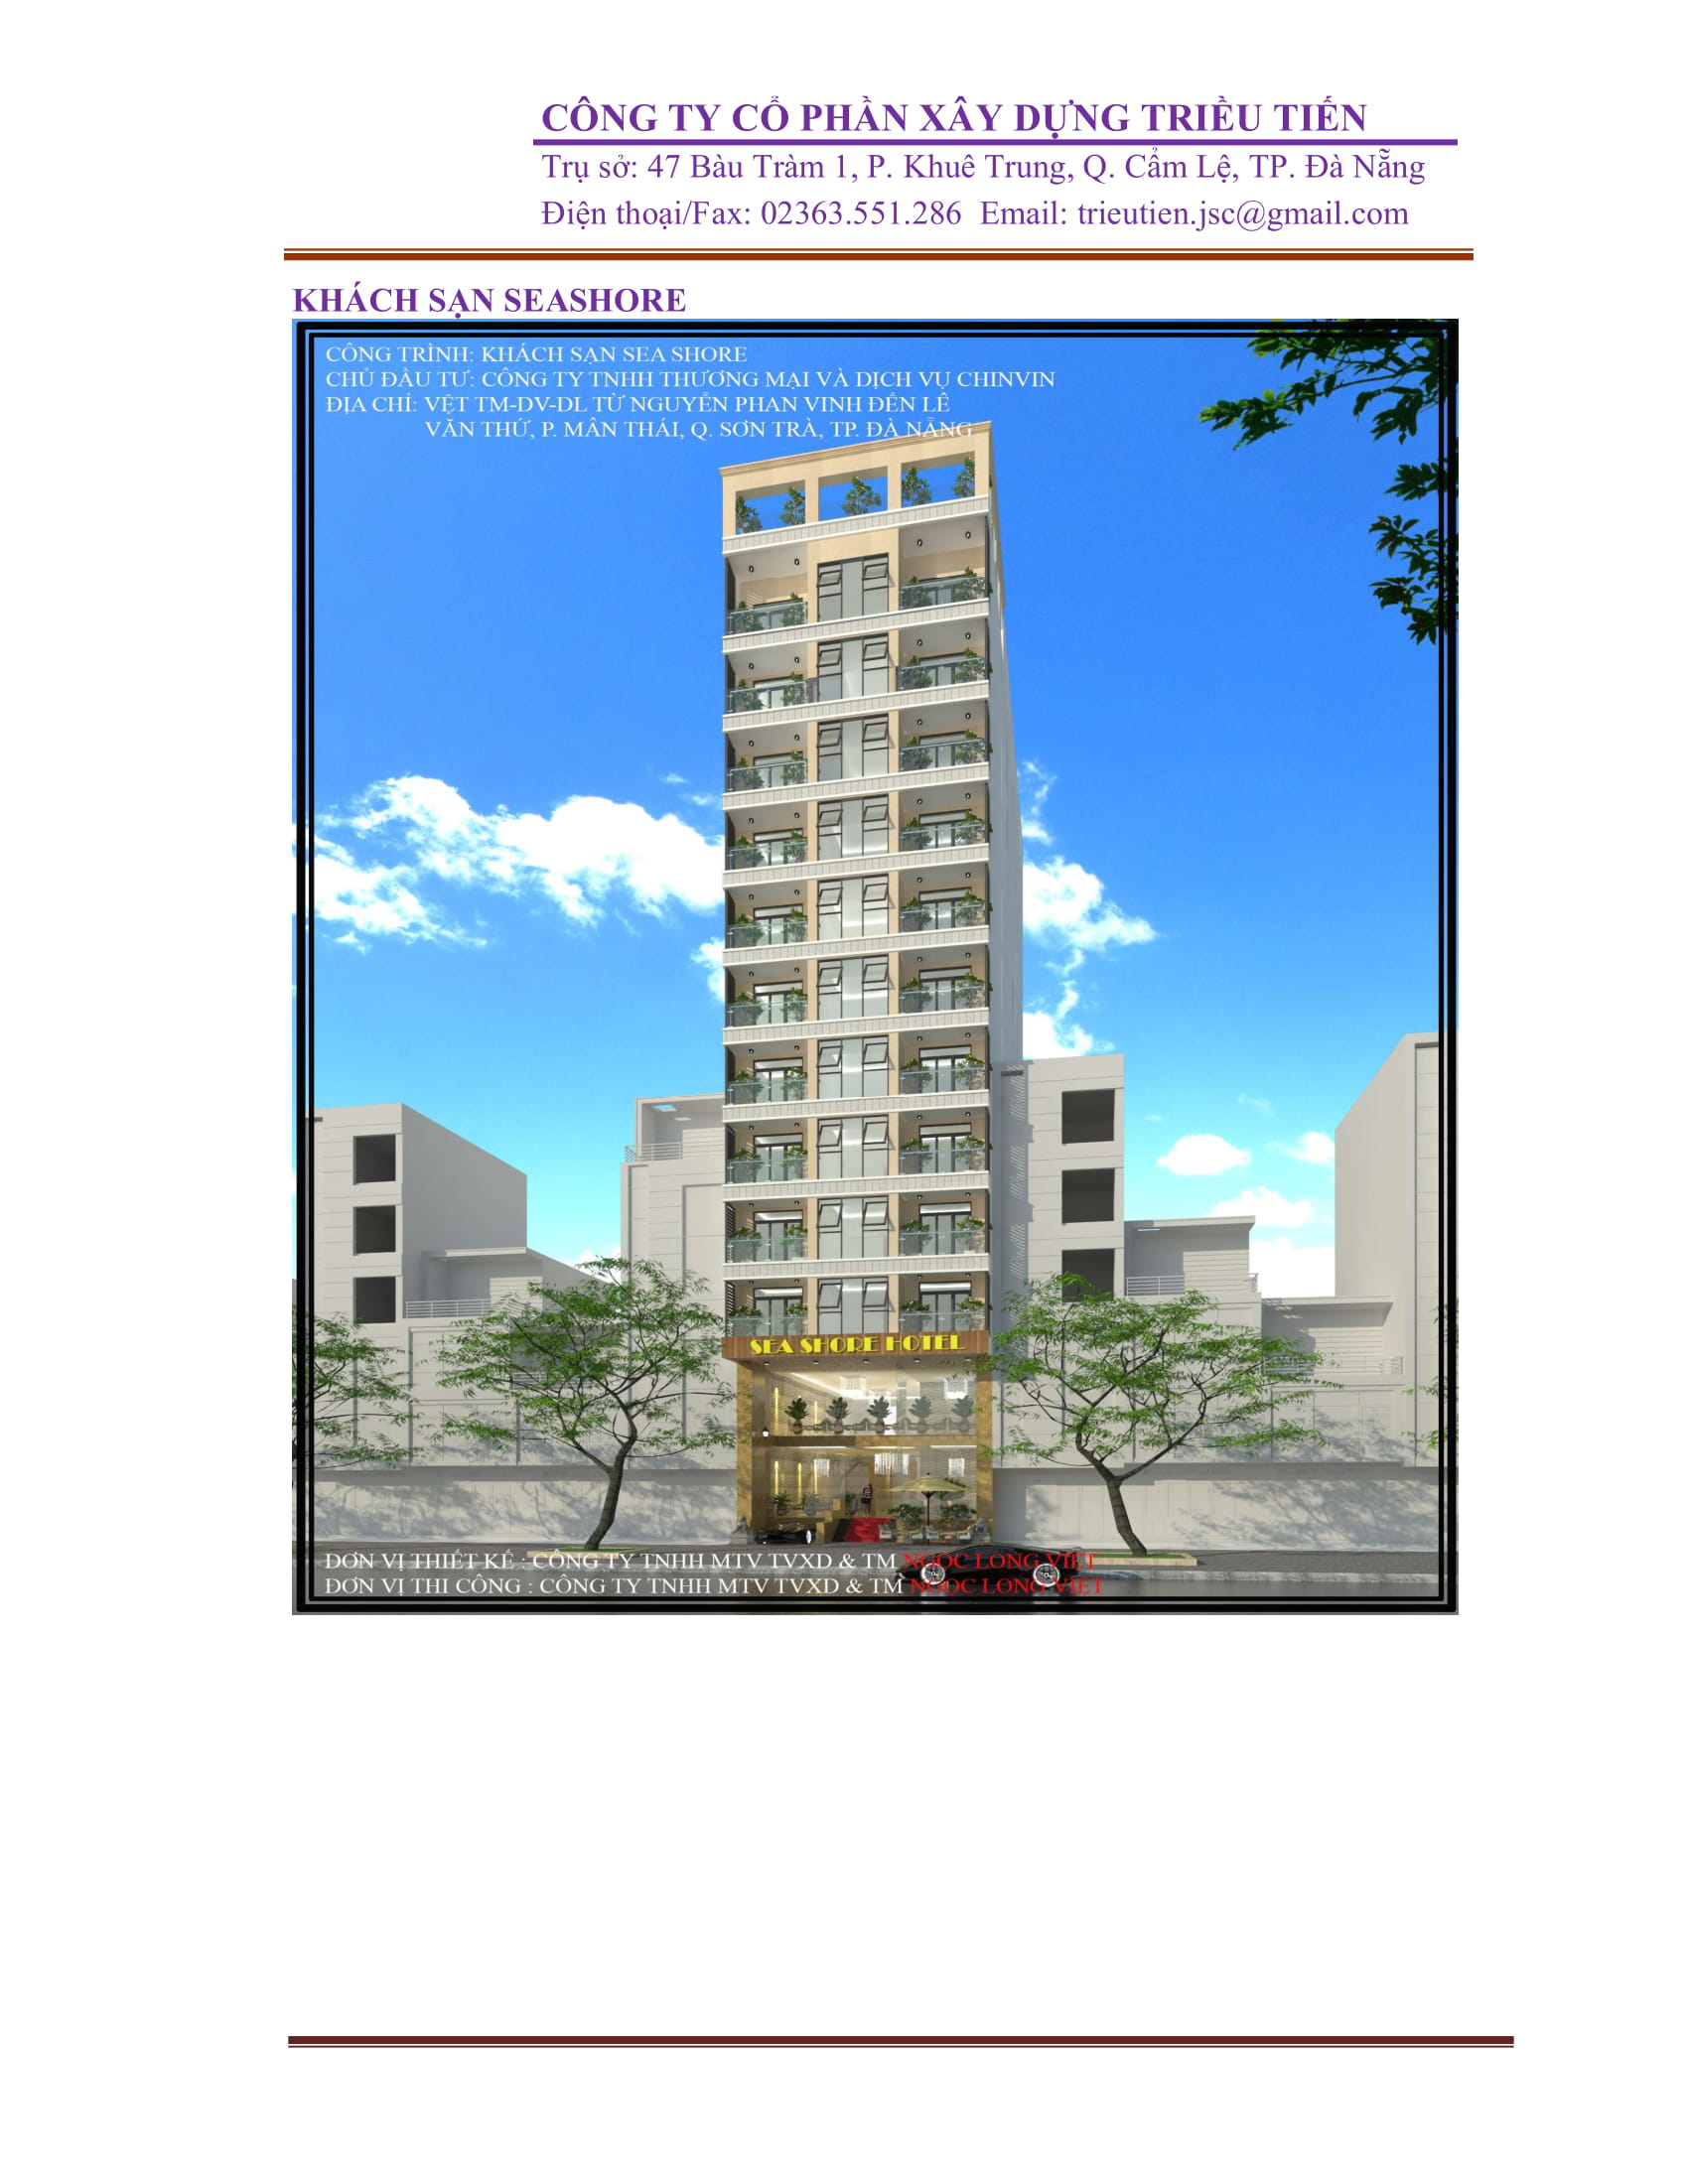 CÔNG TY CỔ PHẦN XÂY DỰNG TRIỀU TIẾN
Trụ sở: 47 Bàu Tràm 1, P. Khuê Trung, Q. Cẩm Lệ, TP. Đà Nẵng
Điện thoại/Fax: 02363.551.286 Email: trieutien.jsc@gmail.com
KHÁCH SẠN SEASHORE
CÔNG TRÌNH: KHÁCH SẠN SEA SHORE
CHỦ ĐẦU TƯ: CÔNG TY TNHH THƯƠNG MẠI VÀ DỊCH VỤ CHINVIN
ĐỊA CHỈ: VỆT TM-DV-DL TỪ NGUYỄN PHAN VINH ĐẾN LÊ
VĂN THỨ, P. MÂN THÁI, Q. SƠN TRÀ, TP. ĐÀ NẴNG
SEA SHORE HOTEL
ĐƠN VỊ THIẾT KẾ : CÔNG TY TNHH MTV TVXD & TM NGỌC LONG VIỆT
ĐƠN VỊ THI CÔNG : CÔNG TY TNHH MTV TVXD & TM NGỌC LONG VIỆT